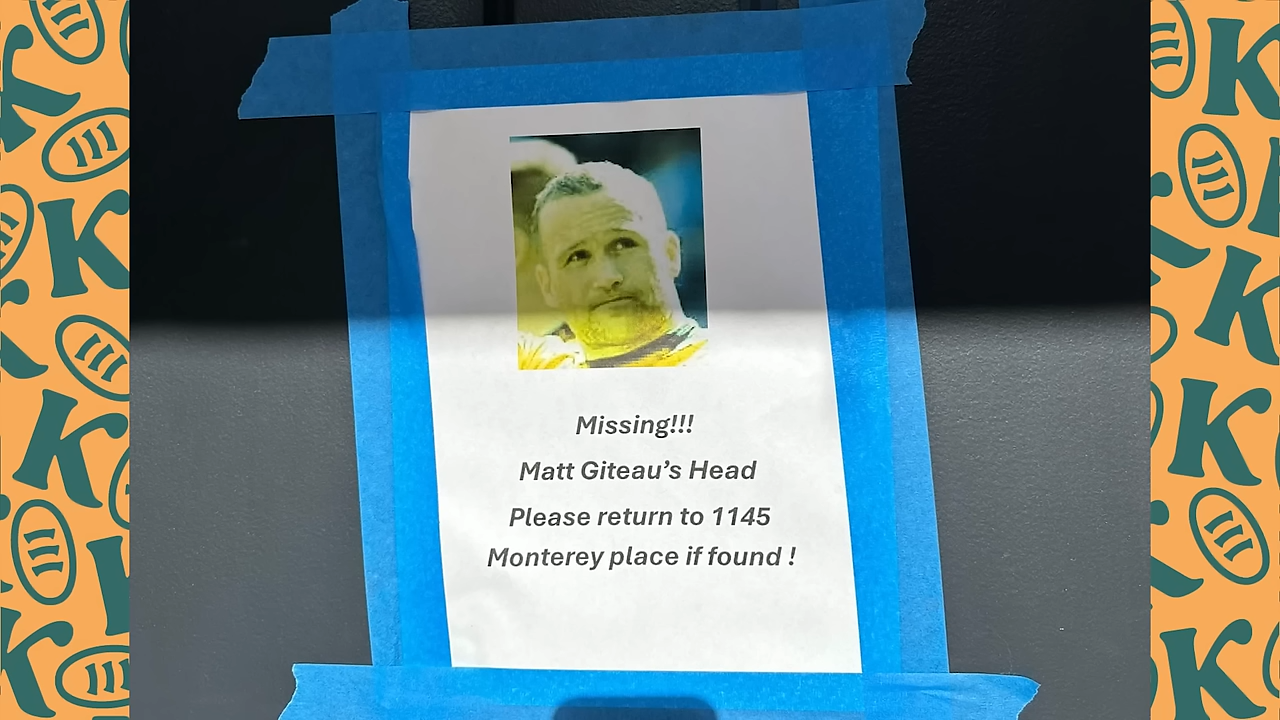 Missing!!!
Matt Giteau's Head
Please return to 1145
Monterey place if found !